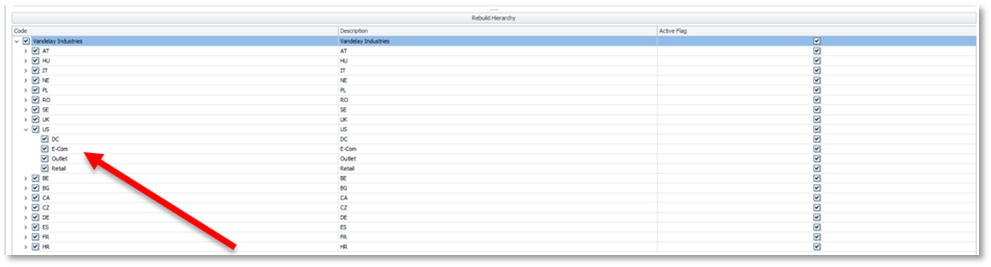 Rebuild Hierarchy
Code Description Active Flag
Vandelay Industries Vandelay Industries
AT AT
HU HU
IT IT
NE NE
PL PL
RO RO
SE SE
UK UK
US US
DC DC
E-Com E-Com
Outlet Outlet
Retail Retail
BE BE
BG BG
CA CA
CZ CZ
DE DE
ES ES
FR FR
HR HR